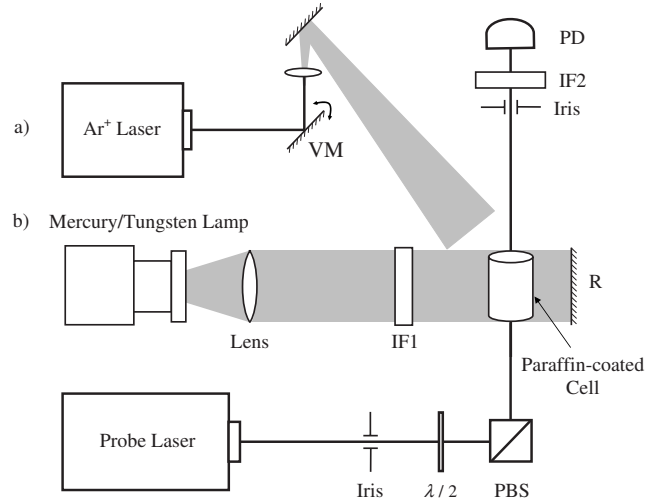 PD
IF2
Iris
a)
Ar⁺ Laser
VM
b)
Mercury/Tungsten Lamp
R
Lens
IF1
Paraffin-coated
Cell
Probe Laser
Iris
λ / 2
PBS